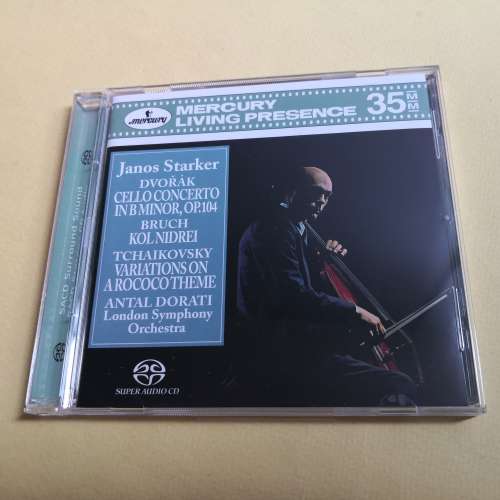 mercury
MERCURY
LIVING PRESENCE
35
MM
Janos Starker
DVOŘÁK
CELLO CONCERTO
IN B MINOR, OP.104
BRUCH
KOL NIDREI
TCHAIKOVSKY
VARIATIONS ON
A ROCOCO THEME
ANTAL DORATI
London Symphony
Orchestra
SUPER AUDIO CD
SACD Surround Sound